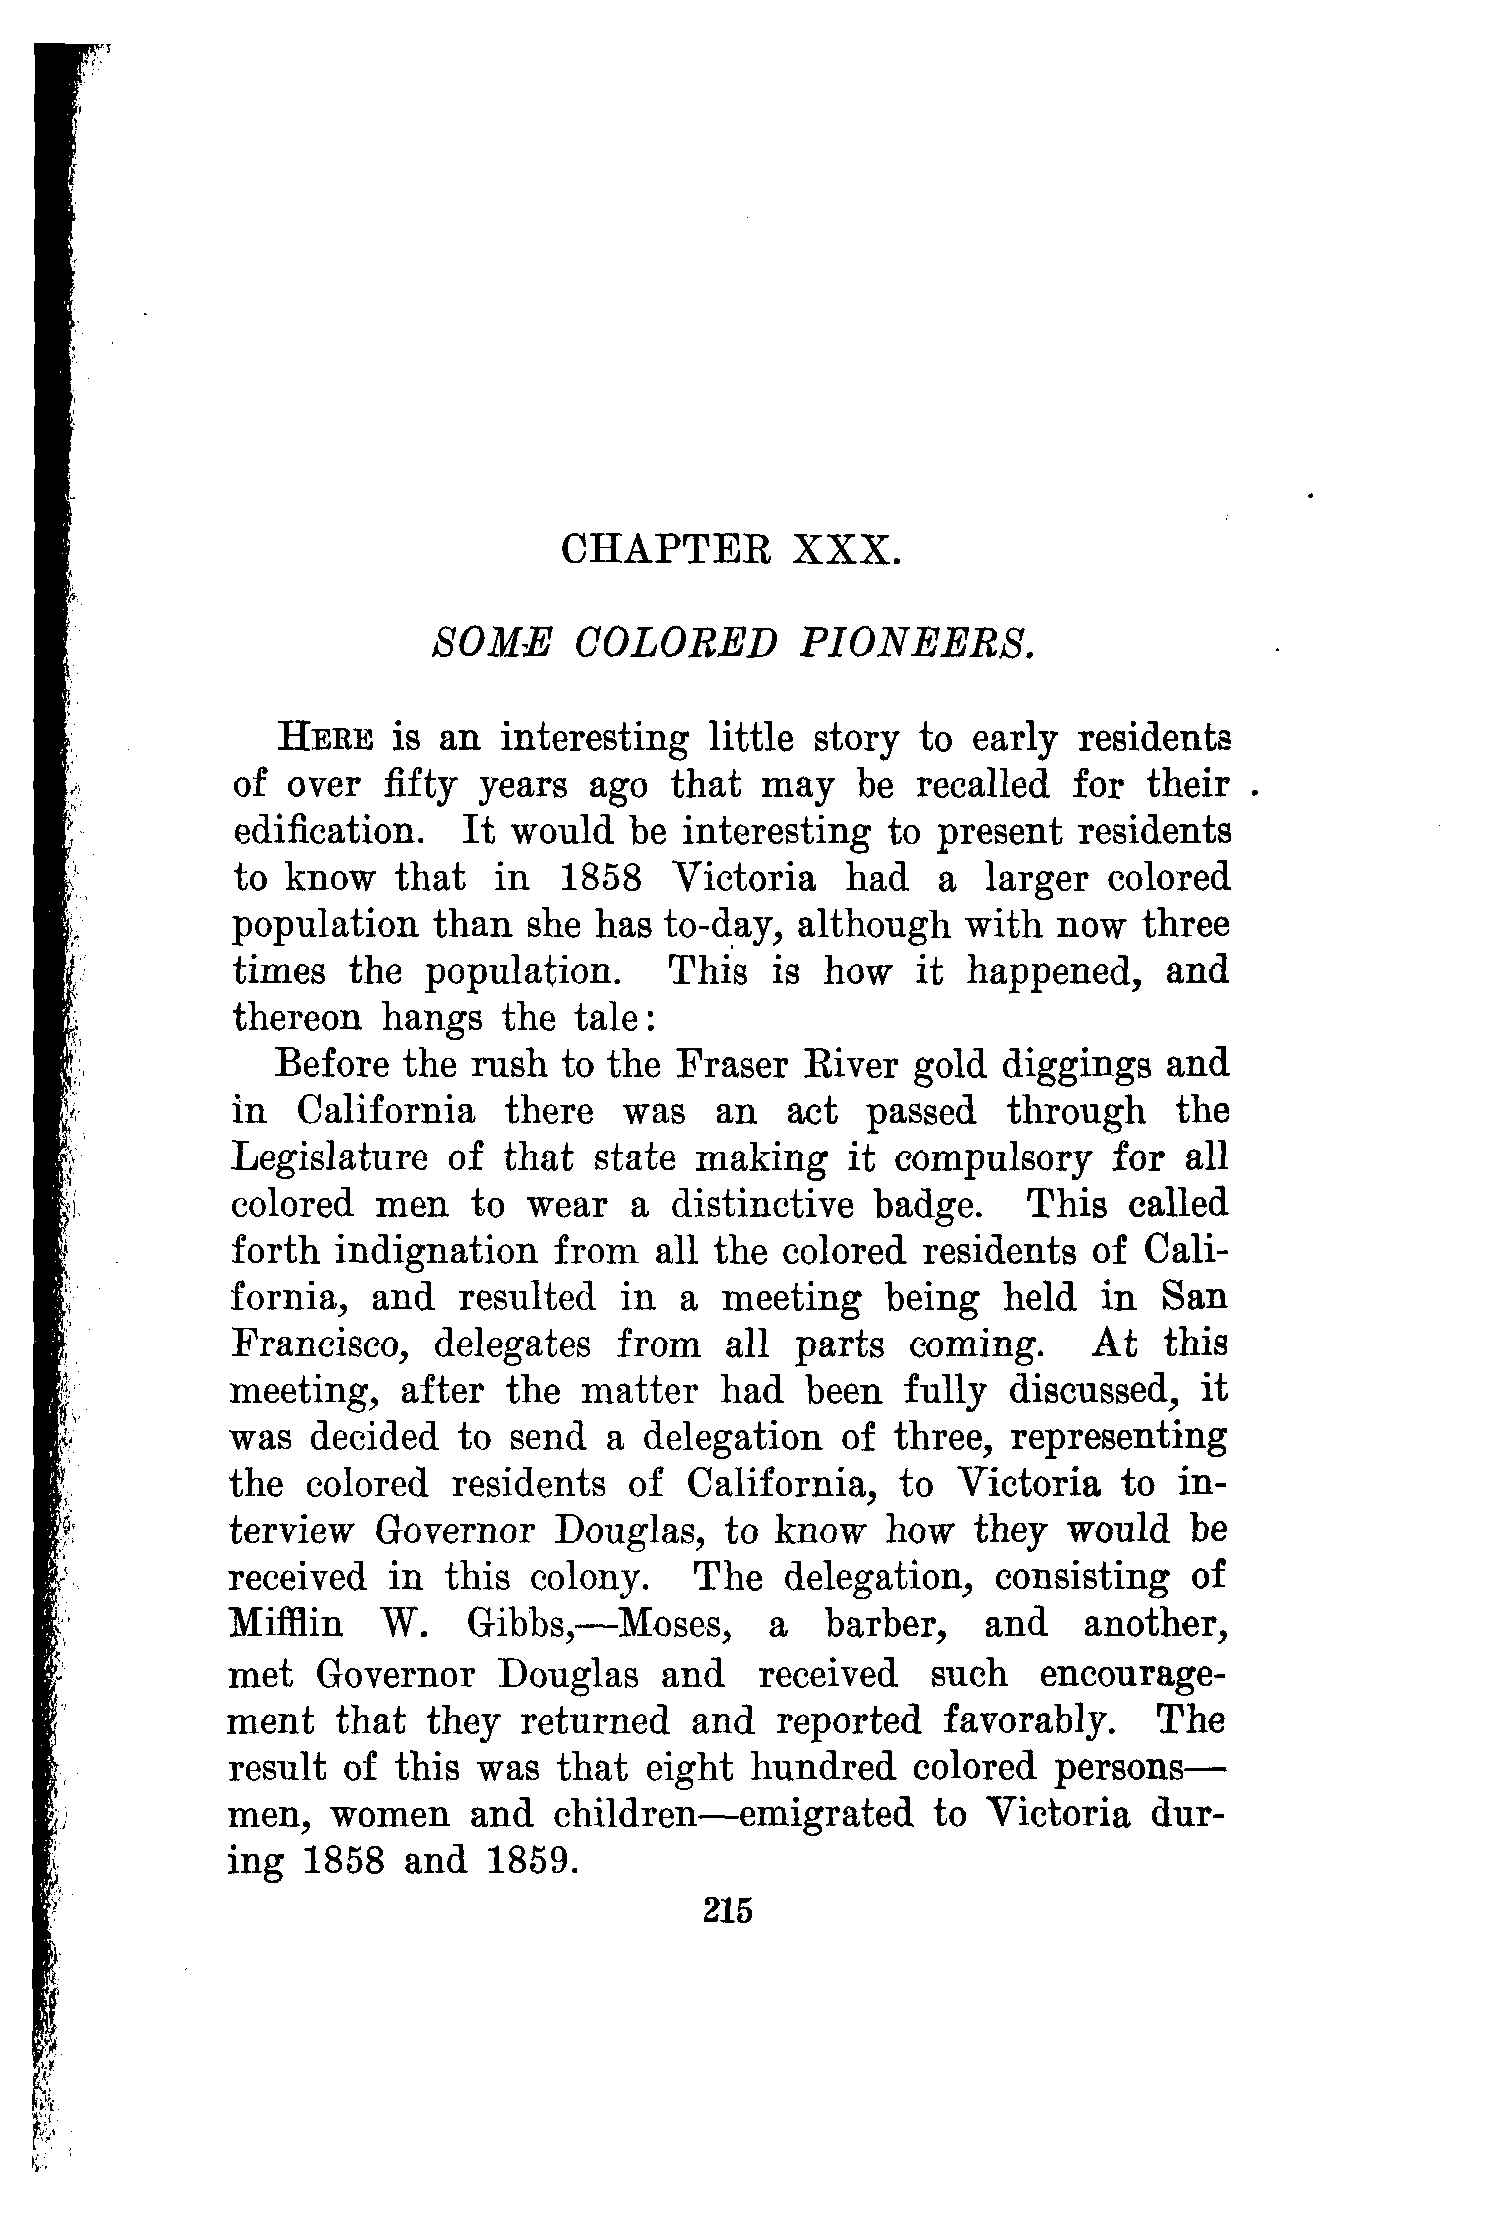 CHAPTER XXX.
SOME COLORED PIONEERS.
HERE is an interesting little story to early residents
of over fifty years ago that may be recalled for their
edification. It would be interesting to present residents
to know that in 1858 Victoria had a larger colored
population than she has to-day, although with now three
times the population. This is how it happened, and
thereon hangs the tale:
Before the rush to the Fraser River gold diggings and
in California there was an act passed through the
Legislature of that state making it compulsory for all
colored men to wear a distinctive badge. This called
forth indignation from all the colored residents of Cali-
fornia, and resulted in a meeting being held in San
Francisco, delegates from all parts coming. At this
meeting, after the matter had been fully discussed, it
was decided to send a delegation of three, representing
the colored residents of California, to Victoria to in-
terview Governor Douglas, to know how they would be
received in this colony. The delegation, consisting of
Mifflin W. Gibbs,—Moses, a barber, and another,
met Governor Douglas and received such encourage-
ment that they returned and reported favorably. The
result of this was that eight hundred colored persons—
men, women and children—emigrated to Victoria dur-
ing 1858 and 1859.
215